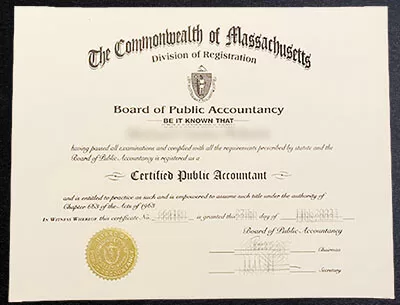 The Commonwealth of Massachusetts
Division of Registration
Board of Public Accountancy
BE IT KNOWN THAT
having passed all examinations and complied with all the requirements prescribed by statute and the
Board of Public Accountancy is registered as a
Certified Public Accountant
and is entitled to practice as such and is empowered to assume such title under the authority of
Chapter 683 of the Acts of 1963
IN WITNESS WHEREOF this certificate No. is granted this day of
Board of Public Accountancy
Chairman
Secretary